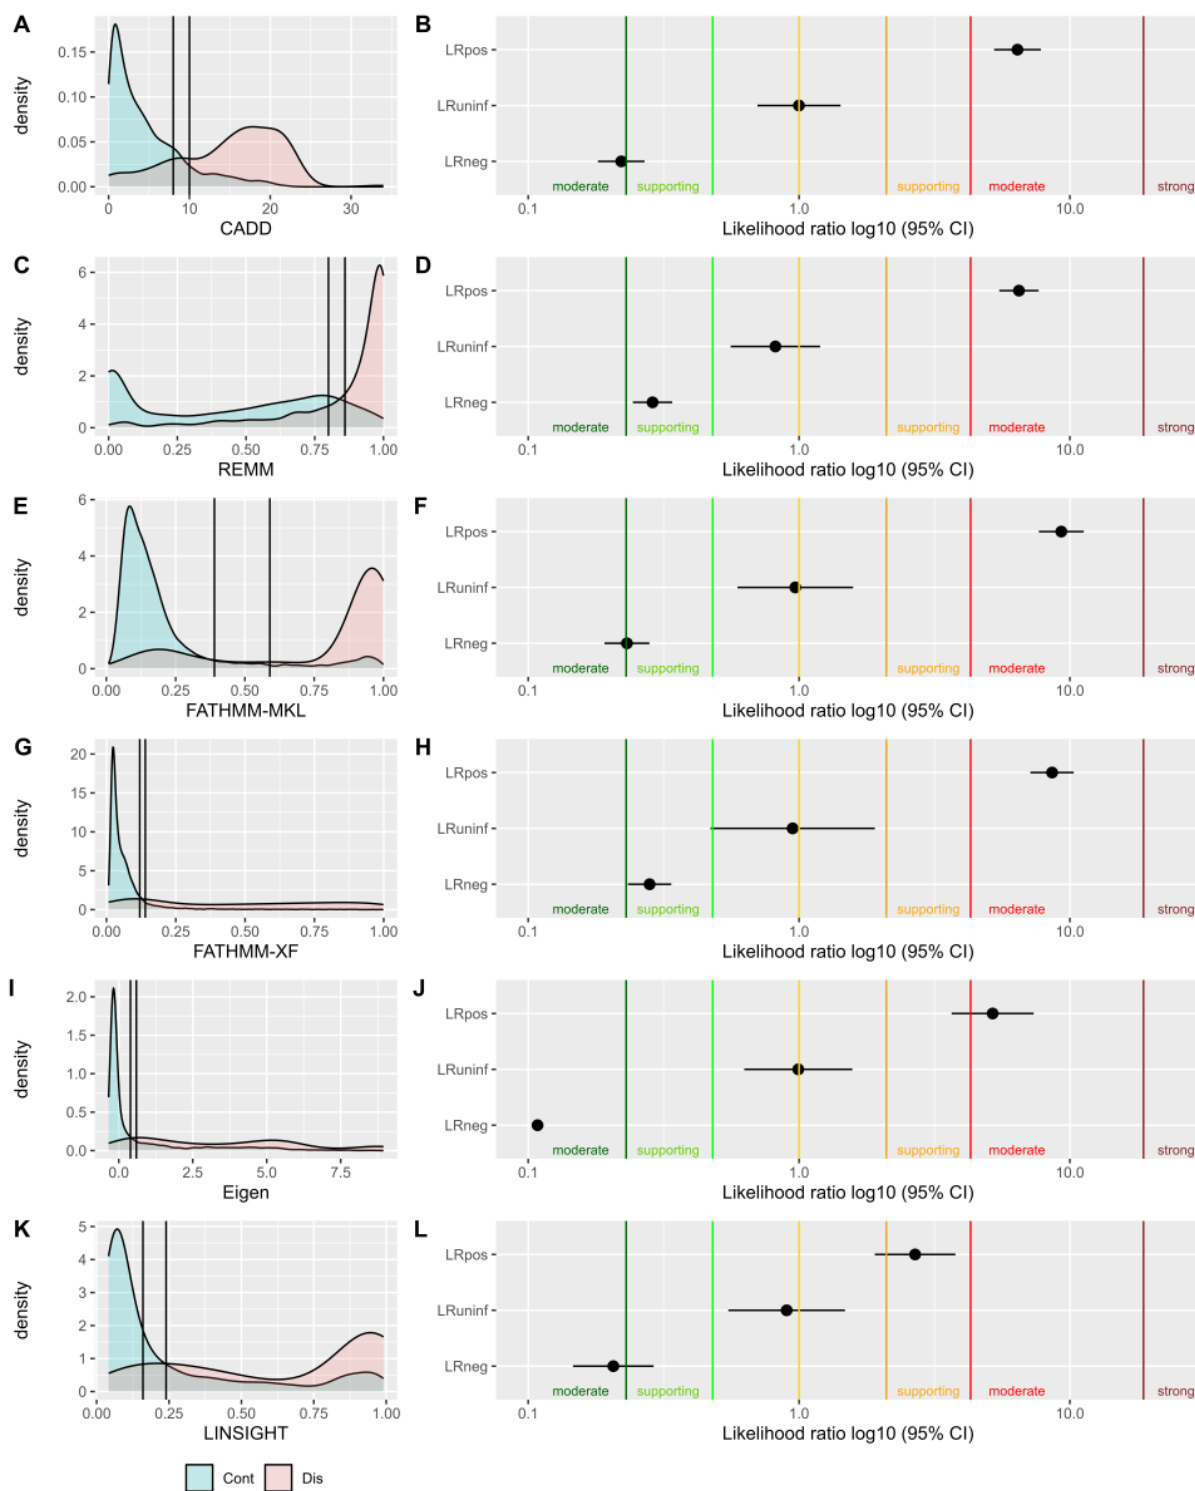 A
density
0.15
0.10
0.05
0.00
0 10 20 30
CADD
B
LRpos
LRuninf
LRneg
moderate supporting supporting moderate strong
0.1 1.0 10.0
Likelihood ratio log10 (95% CI)
C
density
6
4
2
0
0.00 0.25 0.50 0.75 1.00
REMM
D
LRpos
LRuninf
LRneg
moderate supporting supporting moderate strong
0.1 1.0 10.0
Likelihood ratio log10 (95% CI)
E
density
6
4
2
0
0.00 0.25 0.50 0.75 1.00
FATHMM-MKL
F
LRpos
LRuninf
LRneg
moderate supporting supporting moderate strong
0.1 1.0 10.0
Likelihood ratio log10 (95% CI)
G
density
20
15
10
5
0
0.00 0.25 0.50 0.75 1.00
FATHMM-XF
H
LRpos
LRuninf
LRneg
moderate supporting supporting moderate strong
0.1 1.0 10.0
Likelihood ratio log10 (95% CI)
I
density
2.0
1.5
1.0
0.5
0.0
0.0 2.5 5.0 7.5
Eigen
J
LRpos
LRuninf
LRneg
moderate supporting supporting moderate strong
0.1 1.0 10.0
Likelihood ratio log10 (95% CI)
K
density
5
4
3
2
1
0
0.00 0.25 0.50 0.75 1.00
LINSIGHT
L
LRpos
LRuninf
LRneg
moderate supporting supporting moderate strong
0.1 1.0 10.0
Likelihood ratio log10 (95% CI)
Cont Dis